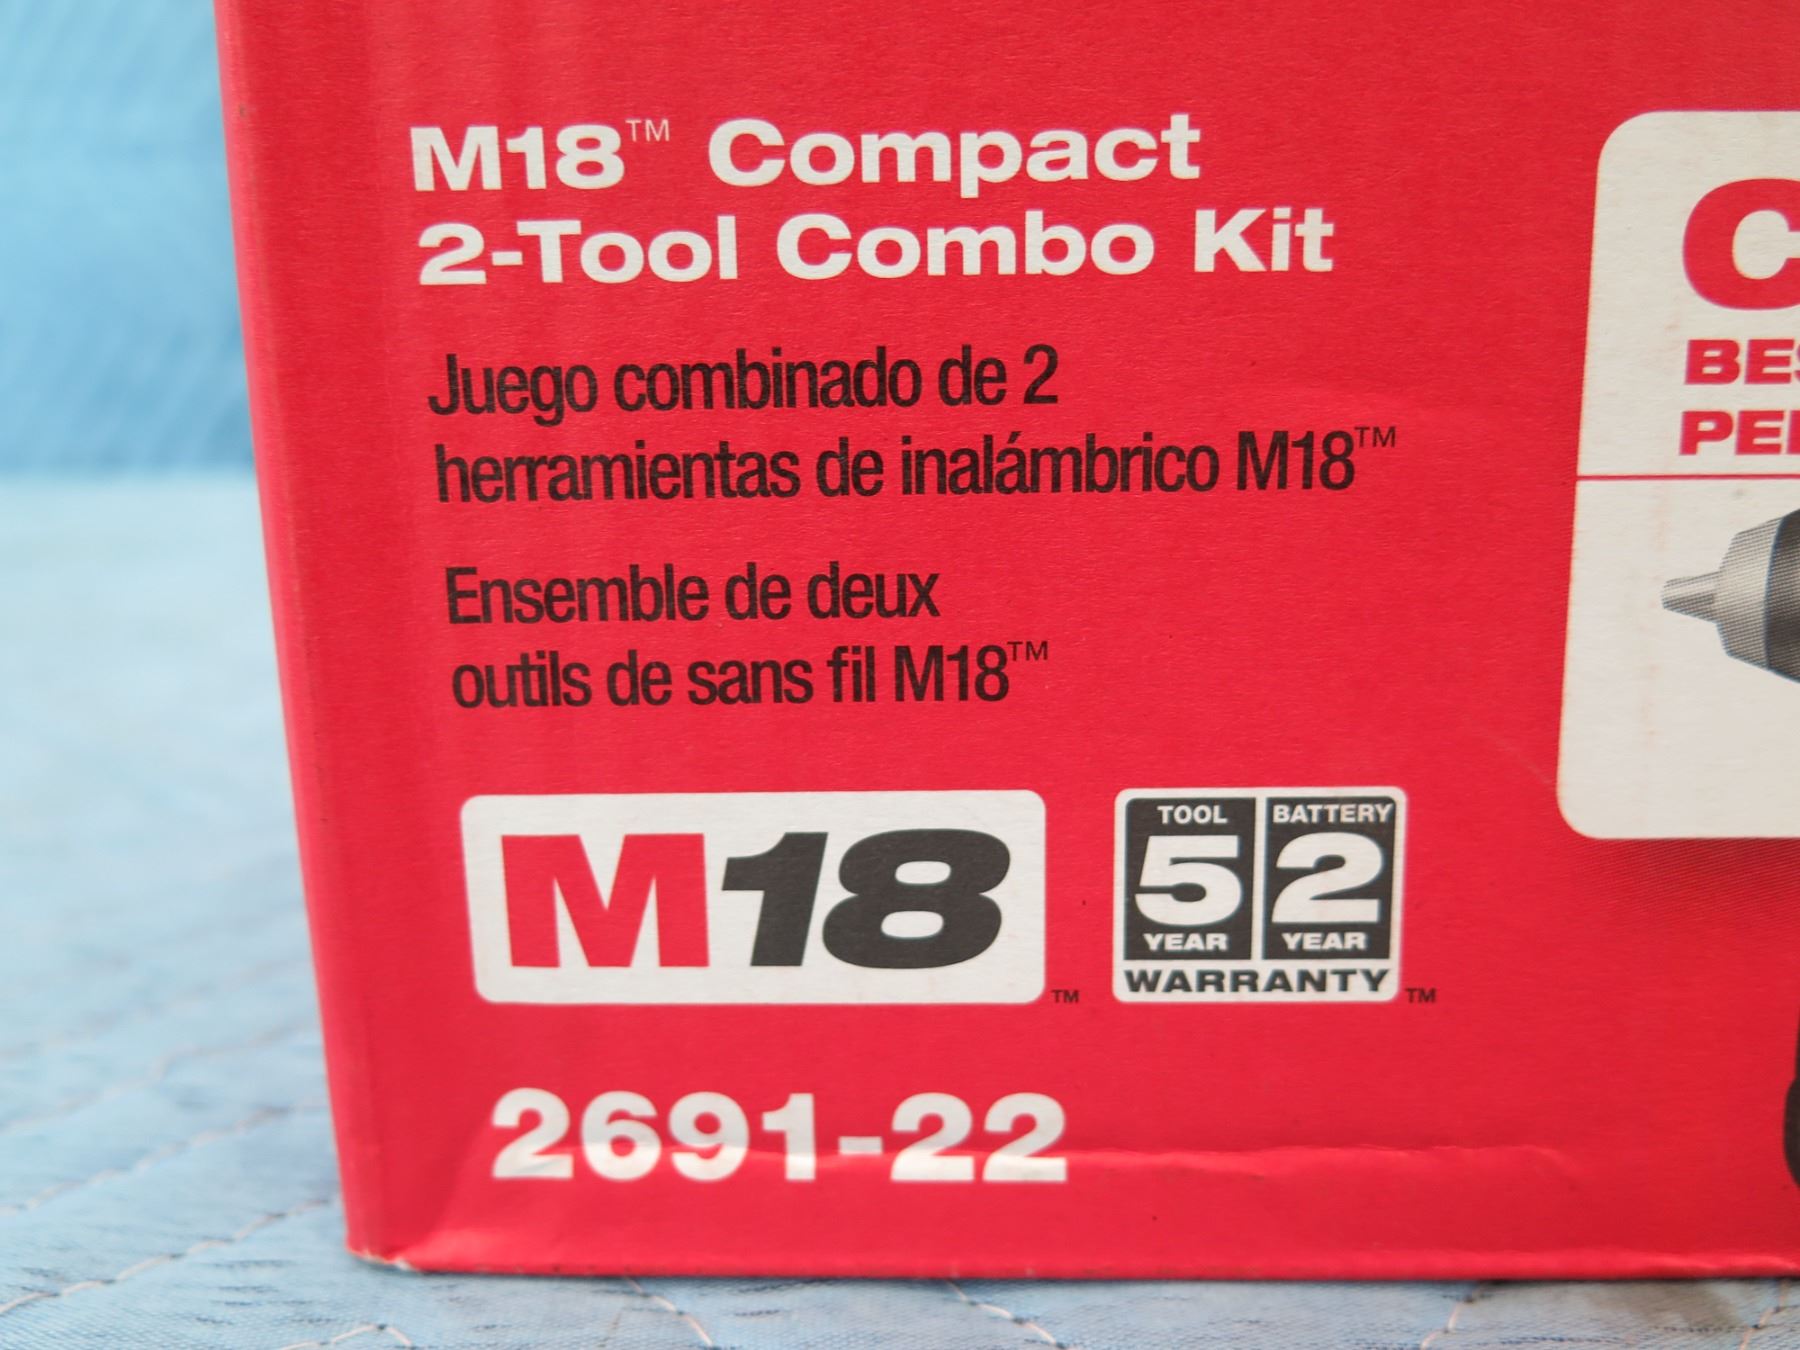 M18™ Compact
2-Tool Combo Kit
Juego combinado de 2
herramientas de inalámbrico M18™
Ensemble de deux
outils de sans fil M18™
M18™
TOOL BATTERY
5 2
YEAR YEAR
WARRANTY™
2691-22